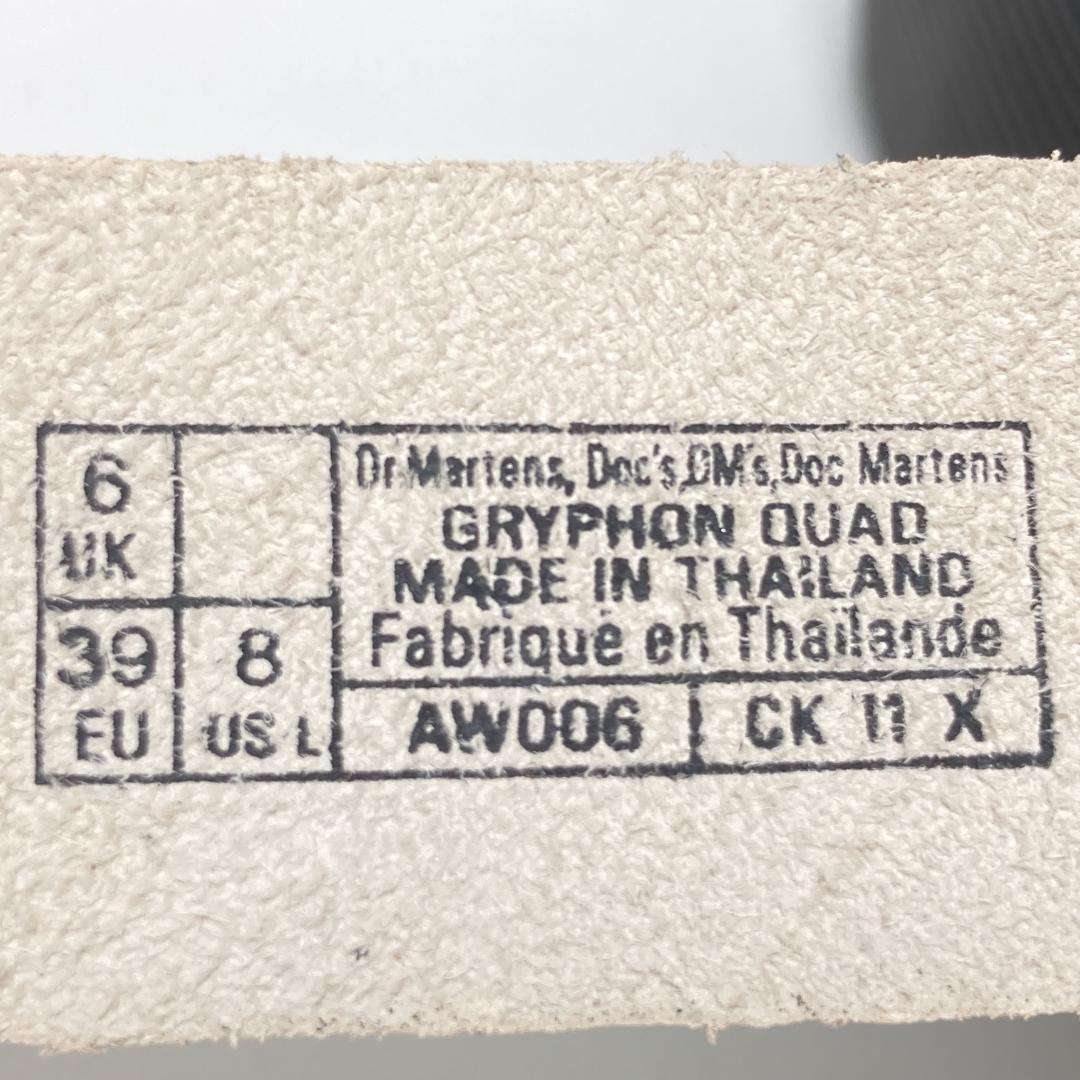 6
UK
39
EU
8
US L
Dr.Martens, Doc's,DM's,Doc Martens
GRYPHON QUAD
MADE IN THAILAND
Fabriqué en Thaïlande
AW006
CK 11 X